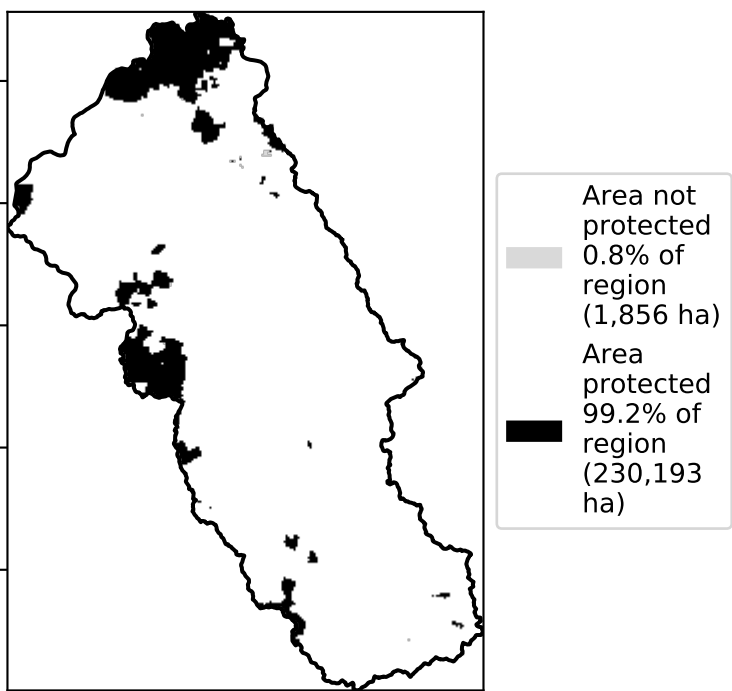 Area not
protected
0.8% of
region
(1,856 ha)
Area
protected
99.2% of
region
(230,193
ha)